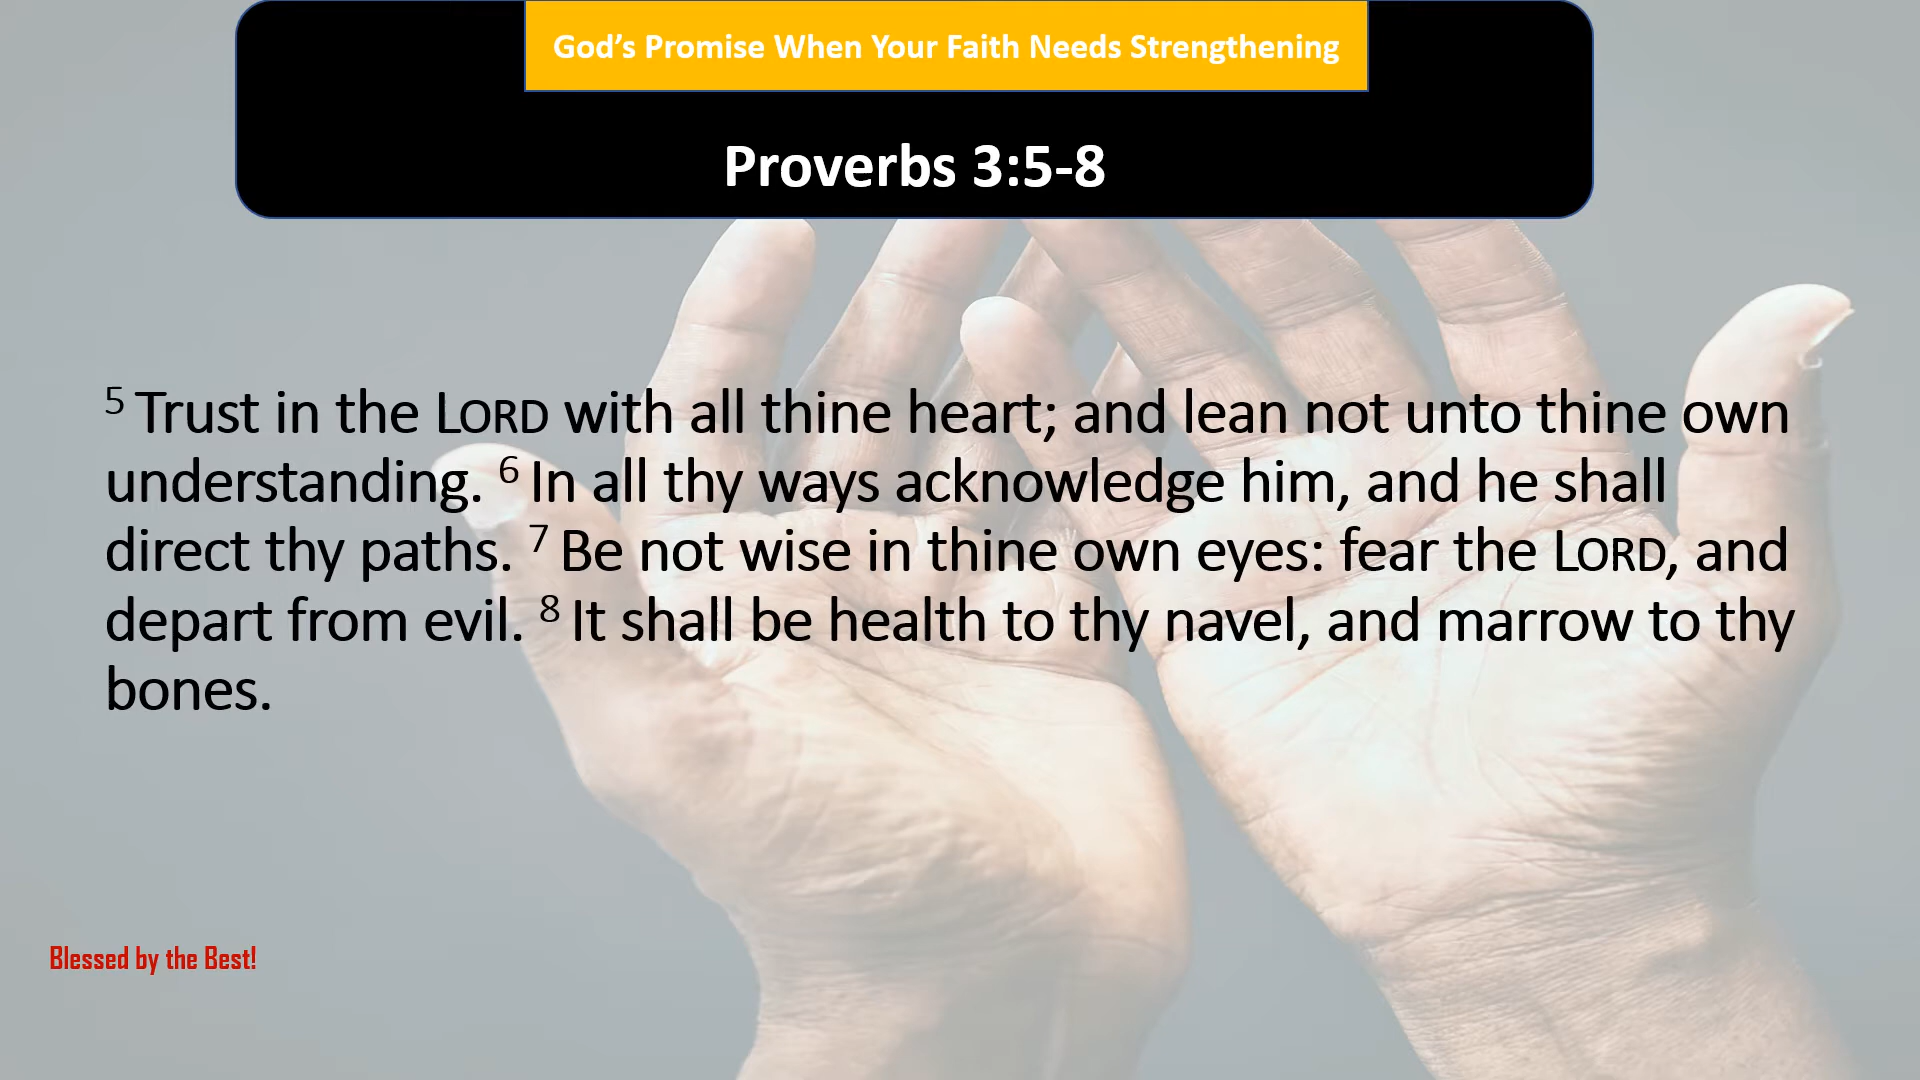 God’s Promise When Your Faith Needs Strengthening
Proverbs 3:5-8
5 Trust in the LORD with all thine heart; and lean not unto thine own
understanding. 6 In all thy ways acknowledge him, and he shall
direct thy paths. 7 Be not wise in thine own eyes: fear the LORD, and
depart from evil. 8 It shall be health to thy navel, and marrow to thy
bones.
Blessed by the Best!